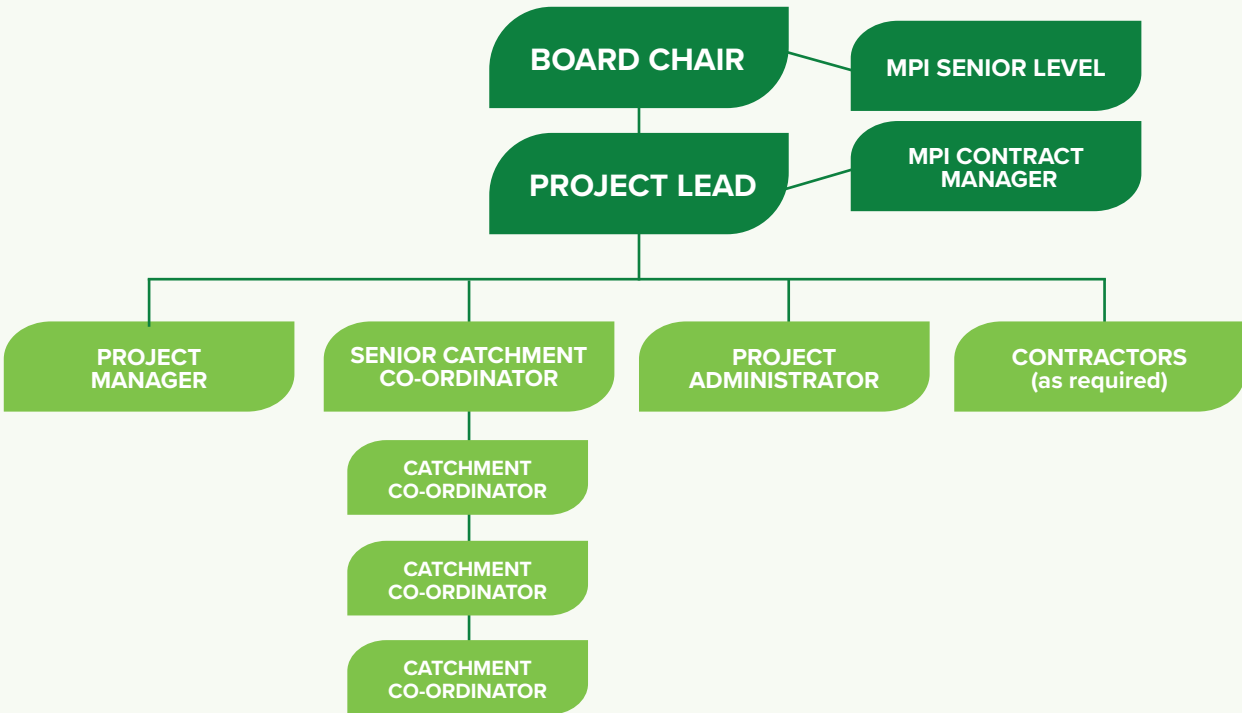 BOARD CHAIR
MPI SENIOR LEVEL
PROJECT LEAD
MPI CONTRACT
MANAGER
PROJECT
MANAGER
SENIOR CATCHMENT
CO-ORDINATOR
PROJECT
ADMINISTRATOR
CONTRACTORS
(as required)
CATCHMENT
CO-ORDINATOR
CATCHMENT
CO-ORDINATOR
CATCHMENT
CO-ORDINATOR